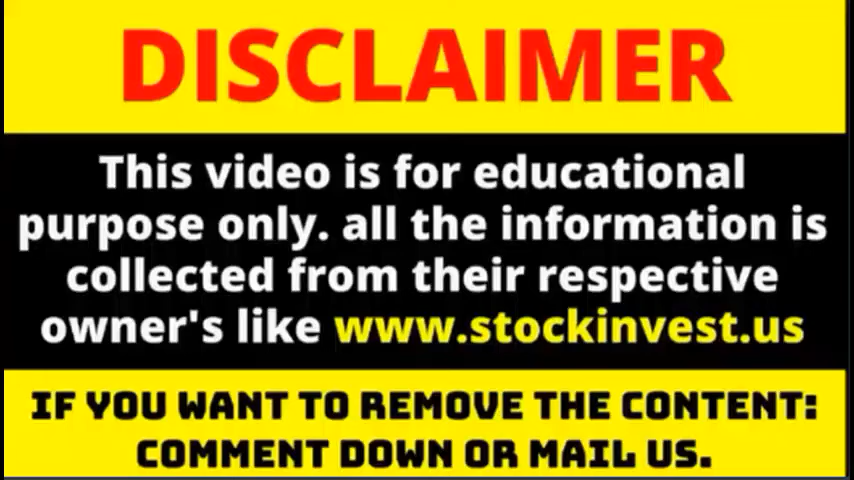 DISCLAIMER
This video is for educational
purpose only. all the information is
collected from their respective
owner's like www.stockinvest.us
IF YOU WANT TO REMOVE THE CONTENT:
COMMENT DOWN OR MAIL US.